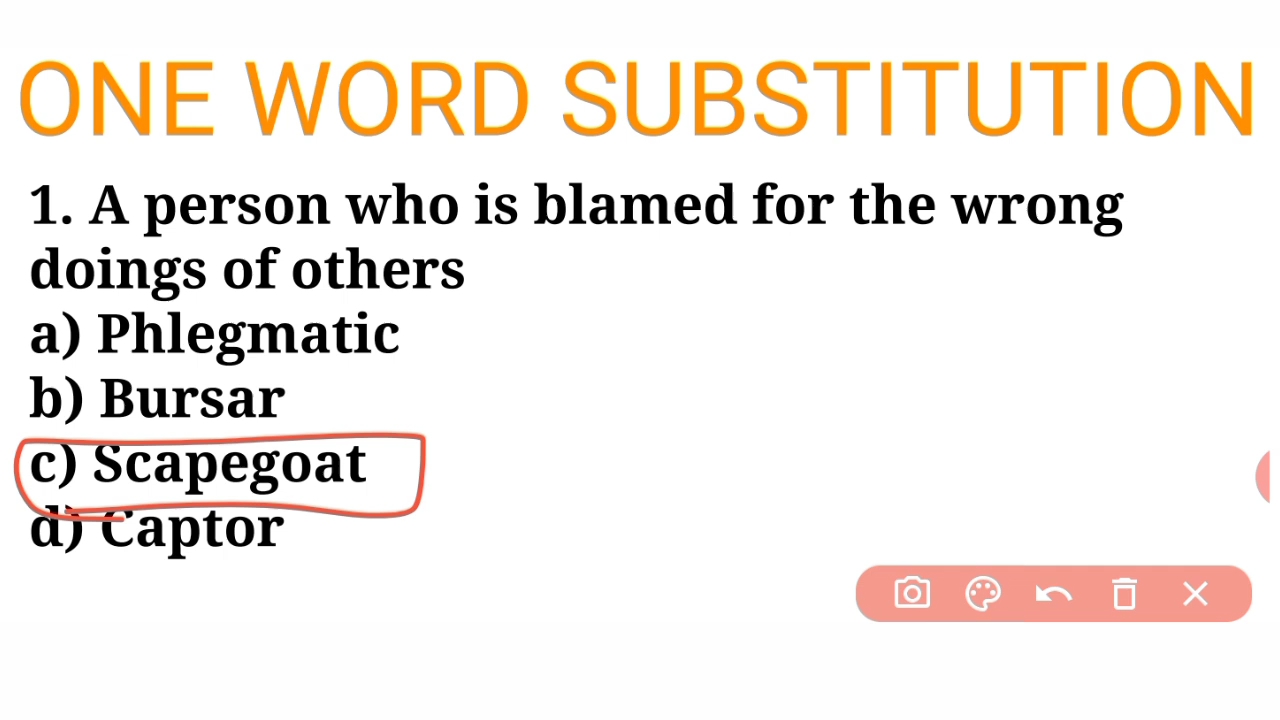 ONE WORD SUBSTITUTION
1. A person who is blamed for the wrong
doings of others
a) Phlegmatic
b) Bursar
c) Scapegoat
d) Captor